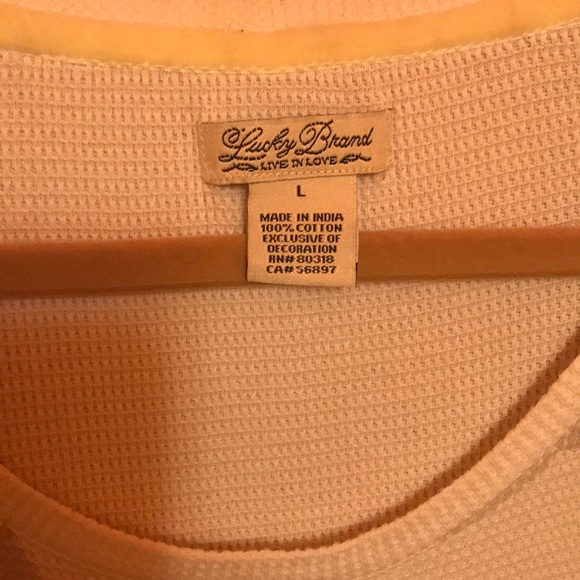 Lucky Brand
LIVE IN LOVE
L
MADE IN INDIA
100% COTTON
EXCLUSIVE OF
DECORATION
RN# 80318
CA# 56897